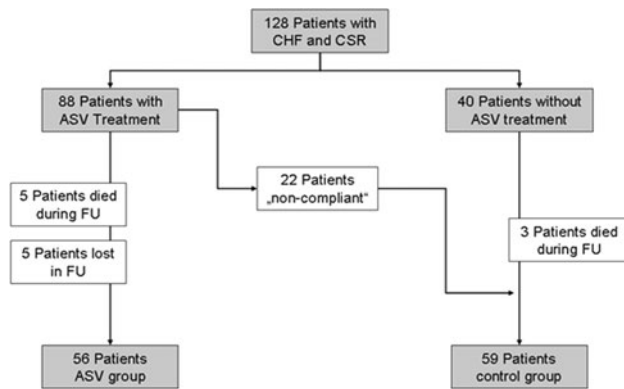 128 Patients with
CHF and CSR
88 Patients with
ASV Treatment
40 Patients without
ASV treatment
22 Patients
„non-compliant“
5 Patients died
during FU
3 Patients died
during FU
5 Patients lost
in FU
56 Patients
ASV group
59 Patients
control group